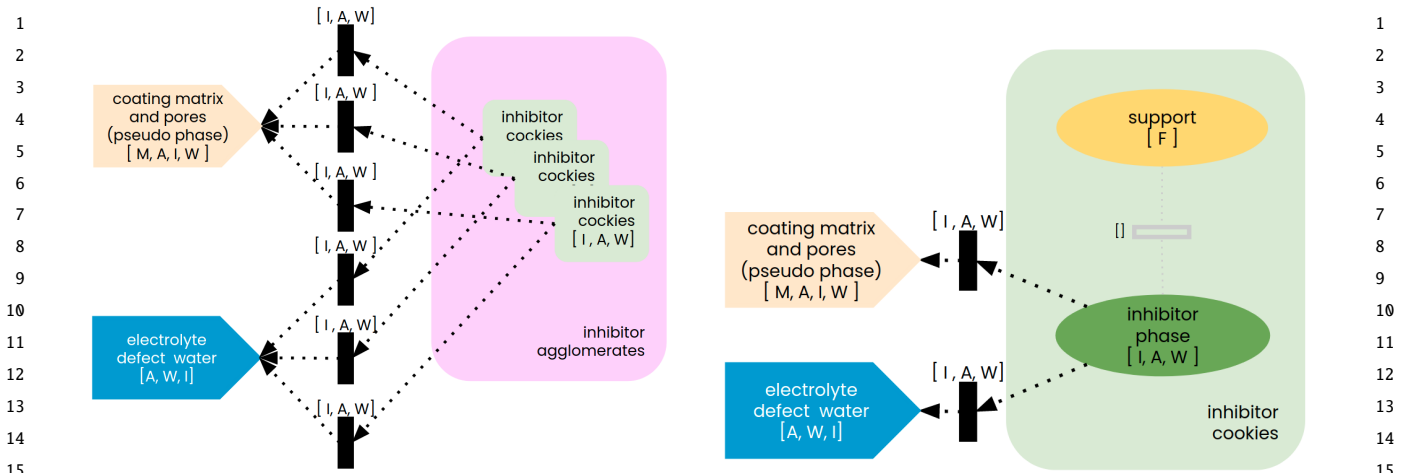 1
2
3
4
5
6
7
8
9
10
11
12
13
14
15
[ I, A, W]
[ I, A, W ]
[ I, A, W ]
[ I, A, W ]
[ I, A, W ]
[ I, A, W]
coating matrix
and pores
(pseudo phase)
[ M, A, I, W ]
electrolyte
defect water
[A, W, I]
inhibitor
cockies
inhibitor
cockies
inhibitor
cockies
[ I , A, W]
inhibitor
agglomerates
coating matrix
and pores
(pseudo phase)
[ M, A, I, W ]
electrolyte
defect water
[A, W, I]
[ I , A, W]
[ I , A, W]
support
[ F ]
[]
inhibitor
phase
[ I, A, W ]
inhibitor
cookies
1
2
3
4
5
6
7
8
9
10
11
12
13
14
15